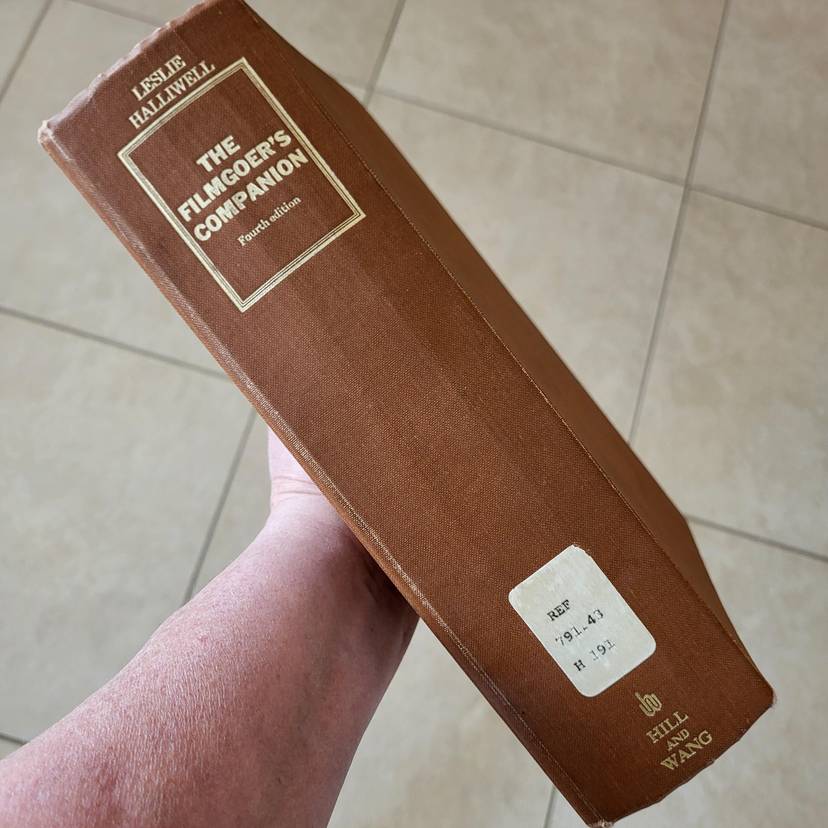 LESLIE
HALLIWELL
THE
FILMGOER'S
COMPANION
Fourth edition
REF
791.43
H 191
HILL
AND
WANG